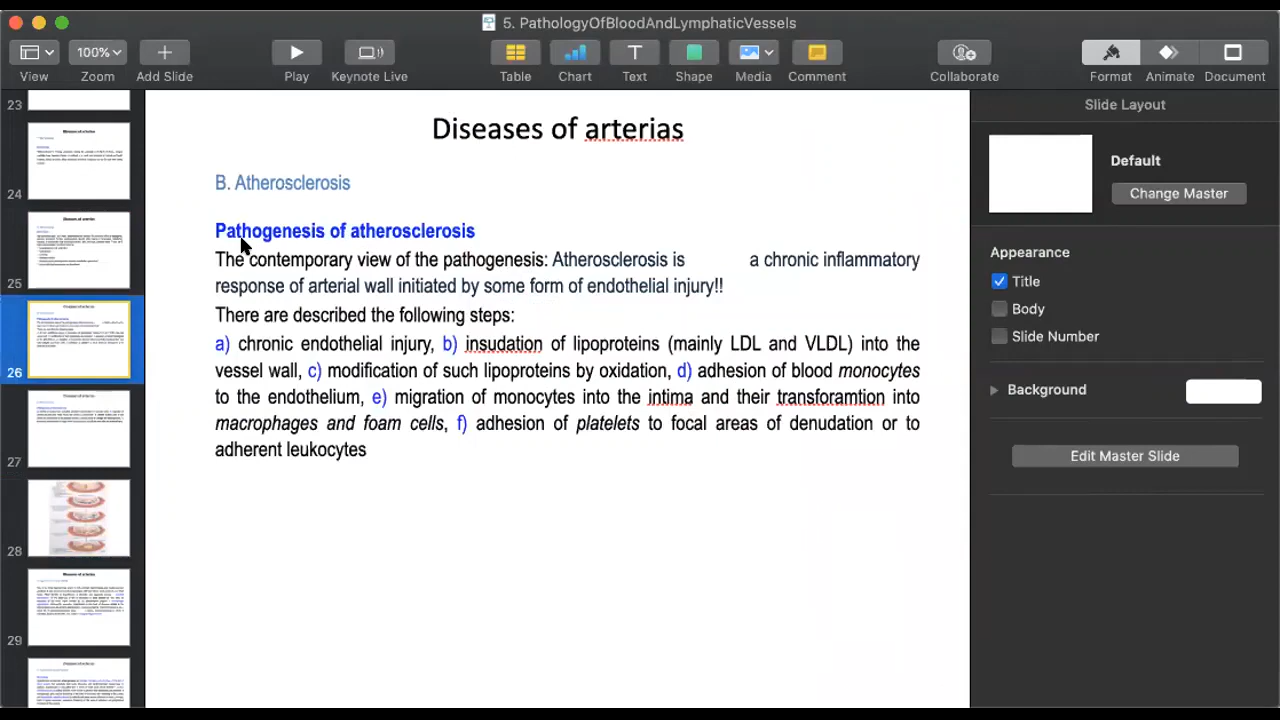 5. PathologyOfBloodAndLymphaticVessels
100%
View
Zoom
Add Slide
Play
Keynote Live
Table
Chart
Text
Shape
Media
Comment
Collaborate
Format
Animate
Document
23
24
25
26
27
28
29
Diseases of arterias
B. Atherosclerosis
Pathogenesis of atherosclerosis
The contemporary view of the pathogenesis: Atherosclerosis is a chronic inflammatory
response of arterial wall initiated by some form of endothelial injury!!
There are described the following steps:
a) chronic endothelial injury, b) insudation of lipoproteins (mainly LDL and VLDL) into the
vessel wall, c) modification of such lipoproteins by oxidation, d) adhesion of blood monocytes
to the endothelium, e) migration of monocytes into the intima and their transforamtion into
macrophages and foam cells, f) adhesion of platelets to focal areas of denudation or to
adherent leukocytes
Slide Layout
Default
Change Master
Appearance
Title
Body
Slide Number
Background
Edit Master Slide